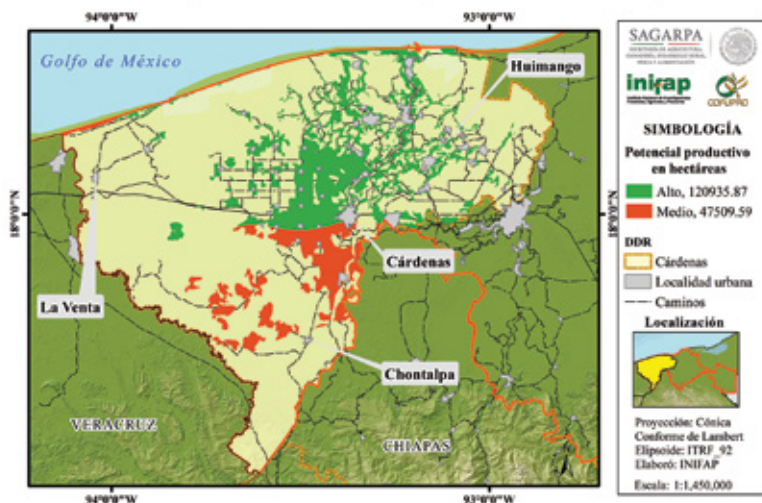 94°0'0"W
93°0'0"W
Golfo de México
Huimango
18°0'0"N
18°0'0"N
Cárdenas
La Venta
Chontalpa
VERACRUZ
CHIAPAS
94°0'0"W
93°0'0"W
SAGARPA
inifap
COFUPRO
SIMBOLOGÍA
Potencial productivo
en hectáreas
Alto, 120935.87
Medio, 47509.59
DDR
Cárdenas
Localidad urbana
Caminos
Localización
Proyección: Cónica
Conforme de Lambert
Elipsoide: ITRF_92
Elaboró: INIFAP
Escala: 1:1,450,000